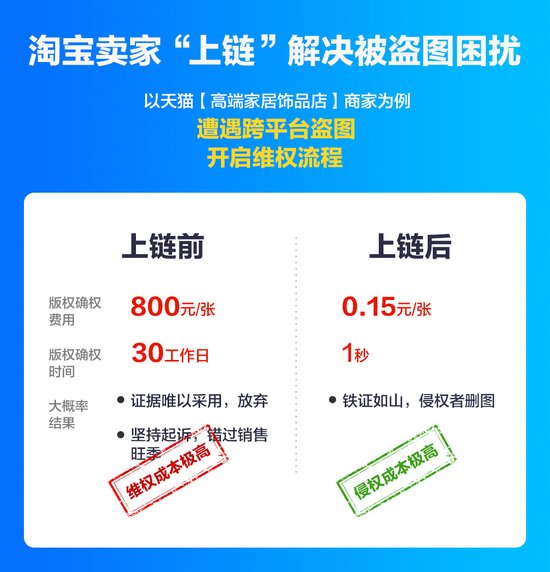 淘宝卖家“上链”解决被盗图困扰
以天猫【高端家居饰品店】商家为例
遭遇跨平台盗图
开启维权流程
上链前
上链后
版权确权
费用
800元/张
0.15元/张
版权确权
时间
30工作日
1秒
大概率
结果
● 证据唯以采用，放弃
● 坚持起诉，错过销售
旺季
● 铁证如山，侵权者删图
维权成本极高
侵权成本极高